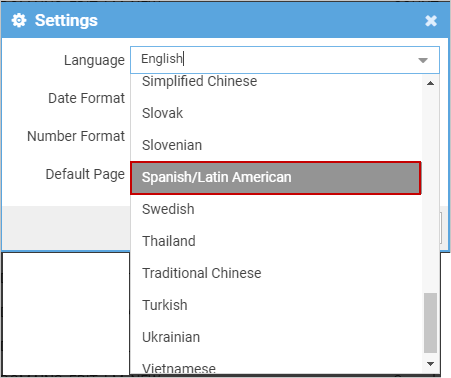 Settings
Language English
Date Format
Number Format
Default Page
Simplified Chinese
Slovak
Slovenian
Spanish/Latin American
Swedish
Thailand
Traditional Chinese
Turkish
Ukrainian
Vietnamese